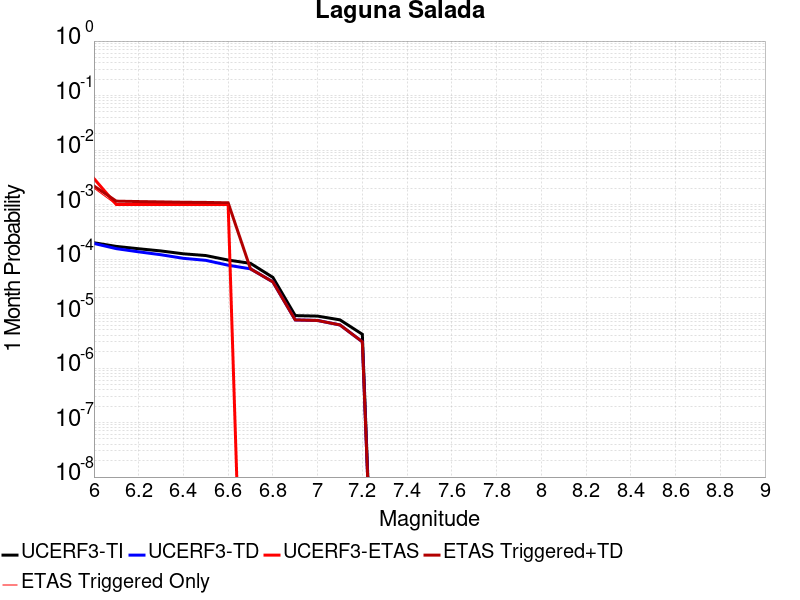 Laguna Salada
10^0
10^-1
10^-2
10^-3
10^-4
10^-5
10^-6
10^-7
10^-8
1 Month Probability
6 6.2 6.4 6.6 6.8 7 7.2 7.4 7.6 7.8 8 8.2 8.4 8.6 8.8 9
Magnitude
UCERF3-TI UCERF3-TD UCERF3-ETAS ETAS Triggered+TD
ETAS Triggered Only